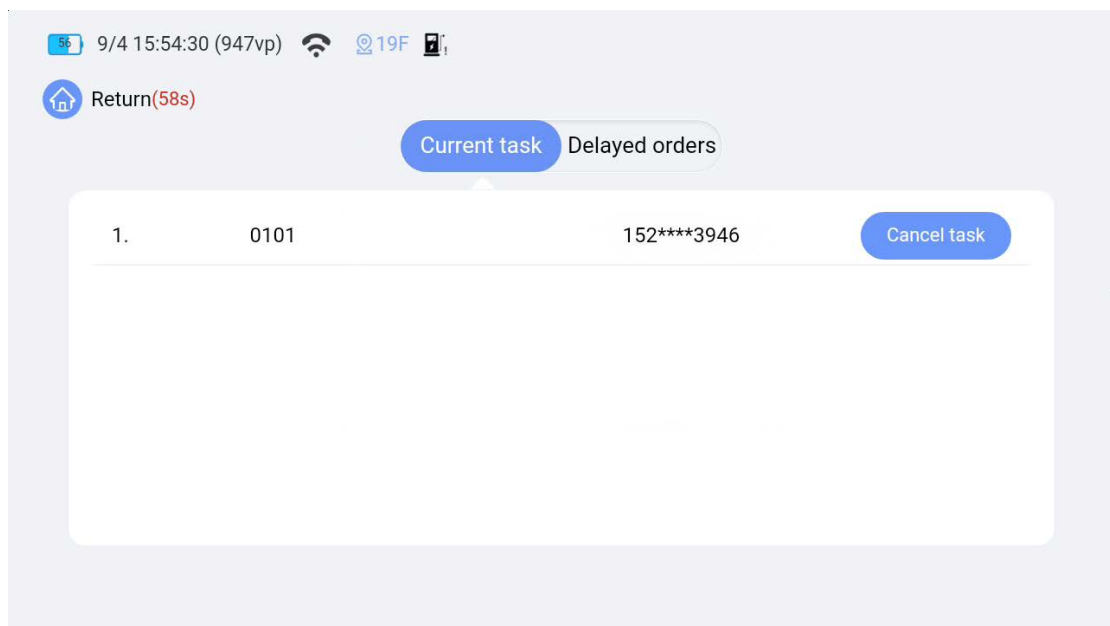 56 9/4 15:54:30 (947vp) 19F
Return(58s)
Current task Delayed orders
1. 0101 152****3946 Cancel task